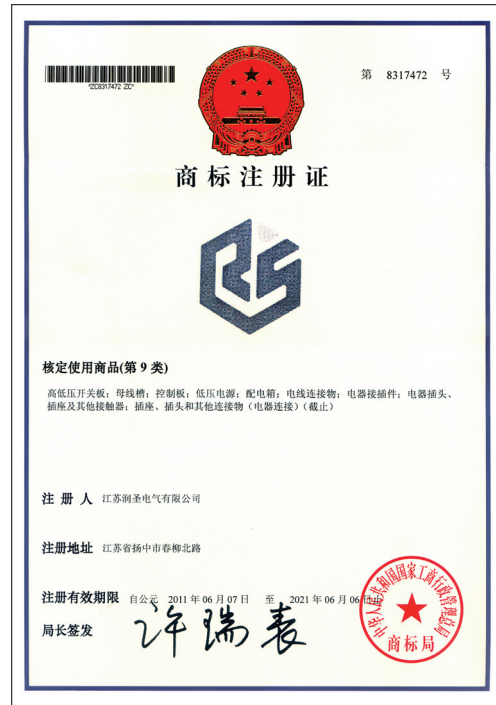 第 8317472 号
*ZC8317472 ZC*
商标注册证
RS
核定使用商品(第 9 类)
高低压开关板；母线槽；控制板；低压电源；配电箱；电线连接物；电器接插件；电器插头、
插座及其他接触器；插座、插头和其他连接物（电器连接）（截止）
注 册 人 江苏润圣电气有限公司
注册地址 江苏省扬中市春柳北路
注册有效期限 自公元 2011 年 06 月 07 日 至 2021 年 06 月 06 日止
局长签发 许瑞表
中华人民共和国国家工商行政管理总局
商标局